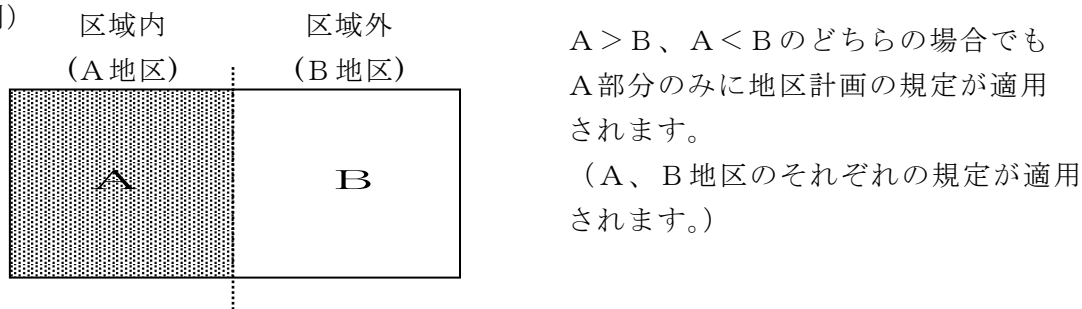 ）
区域内　区域外
(Ａ地区)　(Ｂ地区)
Ａ　Ｂ
Ａ＞Ｂ、Ａ＜Ｂのどちらの場合でも
Ａ部分のみに地区計画の規定が適用
されます。
（Ａ、Ｂ地区のそれぞれの規定が適用
されます。）